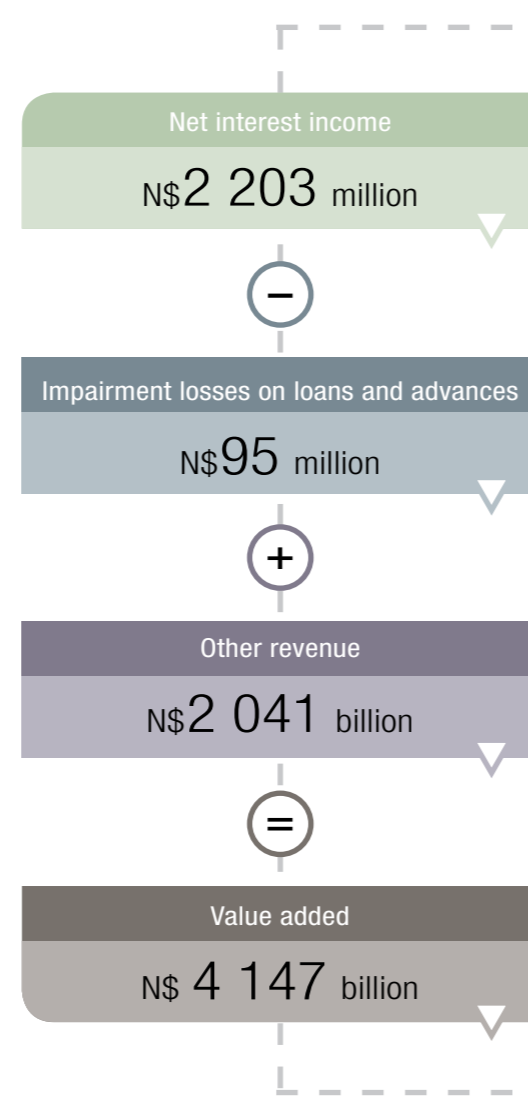 Net interest income
N$2 203 million
–
Impairment losses on loans and advances
N$95 million
+
Other revenue
N$2 041 billion
=
Value added
N$ 4 147 billion